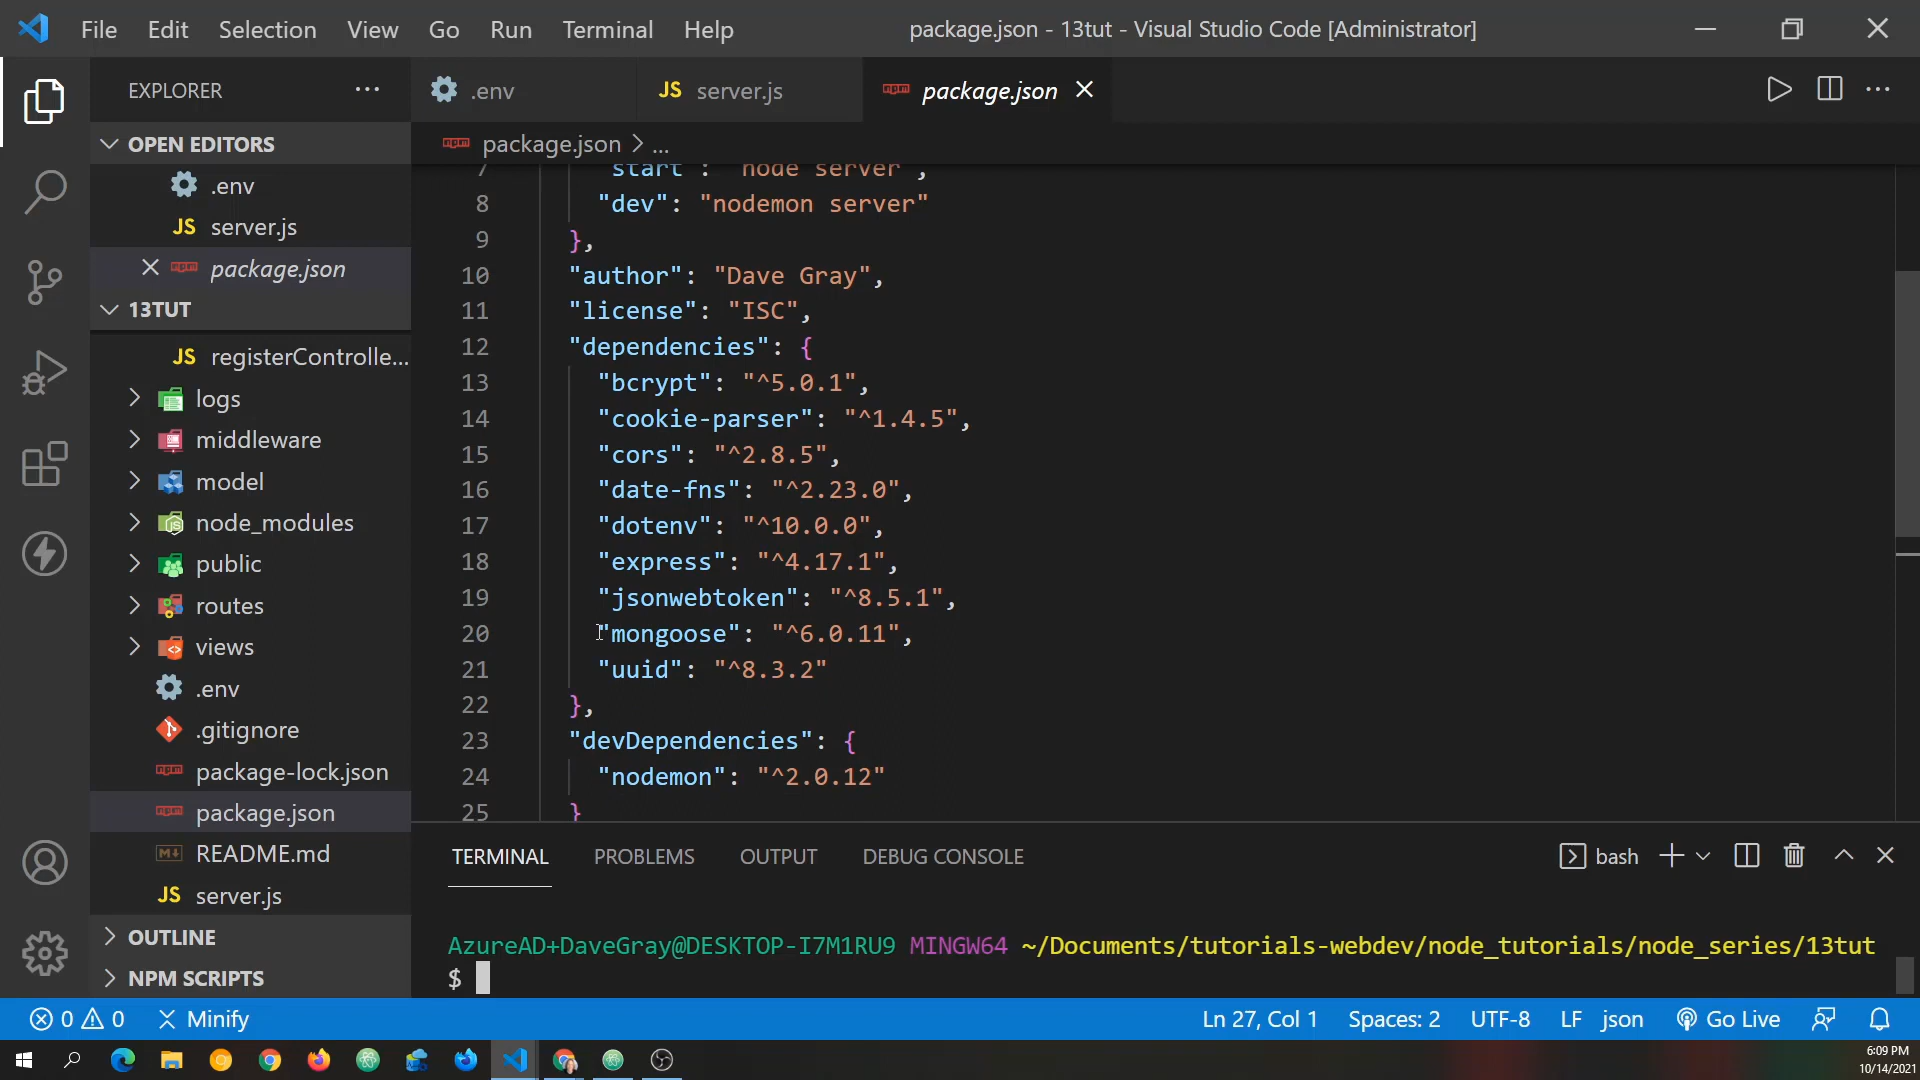 File Edit Selection View Go Run Terminal Help package.json - 13tut - Visual Studio Code [Administrator]
EXPLORER
OPEN EDITORS
.env
JS server.js
package.json
13TUT
JS registerControlle...
logs
middleware
model
node_modules
public
routes
views
.env
.gitignore
package-lock.json
package.json
README.md
JS server.js
OUTLINE
NPM SCRIPTS
.env JS server.js package.json
package.json > ...
7 "start": "node server",
8 "dev": "nodemon server"
9 },
10 "author": "Dave Gray",
11 "license": "ISC",
12 "dependencies": {
13 "bcrypt": "^5.0.1",
14 "cookie-parser": "^1.4.5",
15 "cors": "^2.8.5",
16 "date-fns": "^2.23.0",
17 "dotenv": "^10.0.0",
18 "express": "^4.17.1",
19 "jsonwebtoken": "^8.5.1",
20 "mongoose": "^6.0.11",
21 "uuid": "^8.3.2"
22 },
23 "devDependencies": {
24 "nodemon": "^2.0.12"
25 }
TERMINAL PROBLEMS OUTPUT DEBUG CONSOLE bash
AzureAD+DaveGray@DESKTOP-I7M1RU9 MINGW64 ~/Documents/tutorials-webdev/node_tutorials/node_series/13tut
$
0 0 Minify Ln 27, Col 1 Spaces: 2 UTF-8 LF json Go Live
6:09 PM
10/14/2021